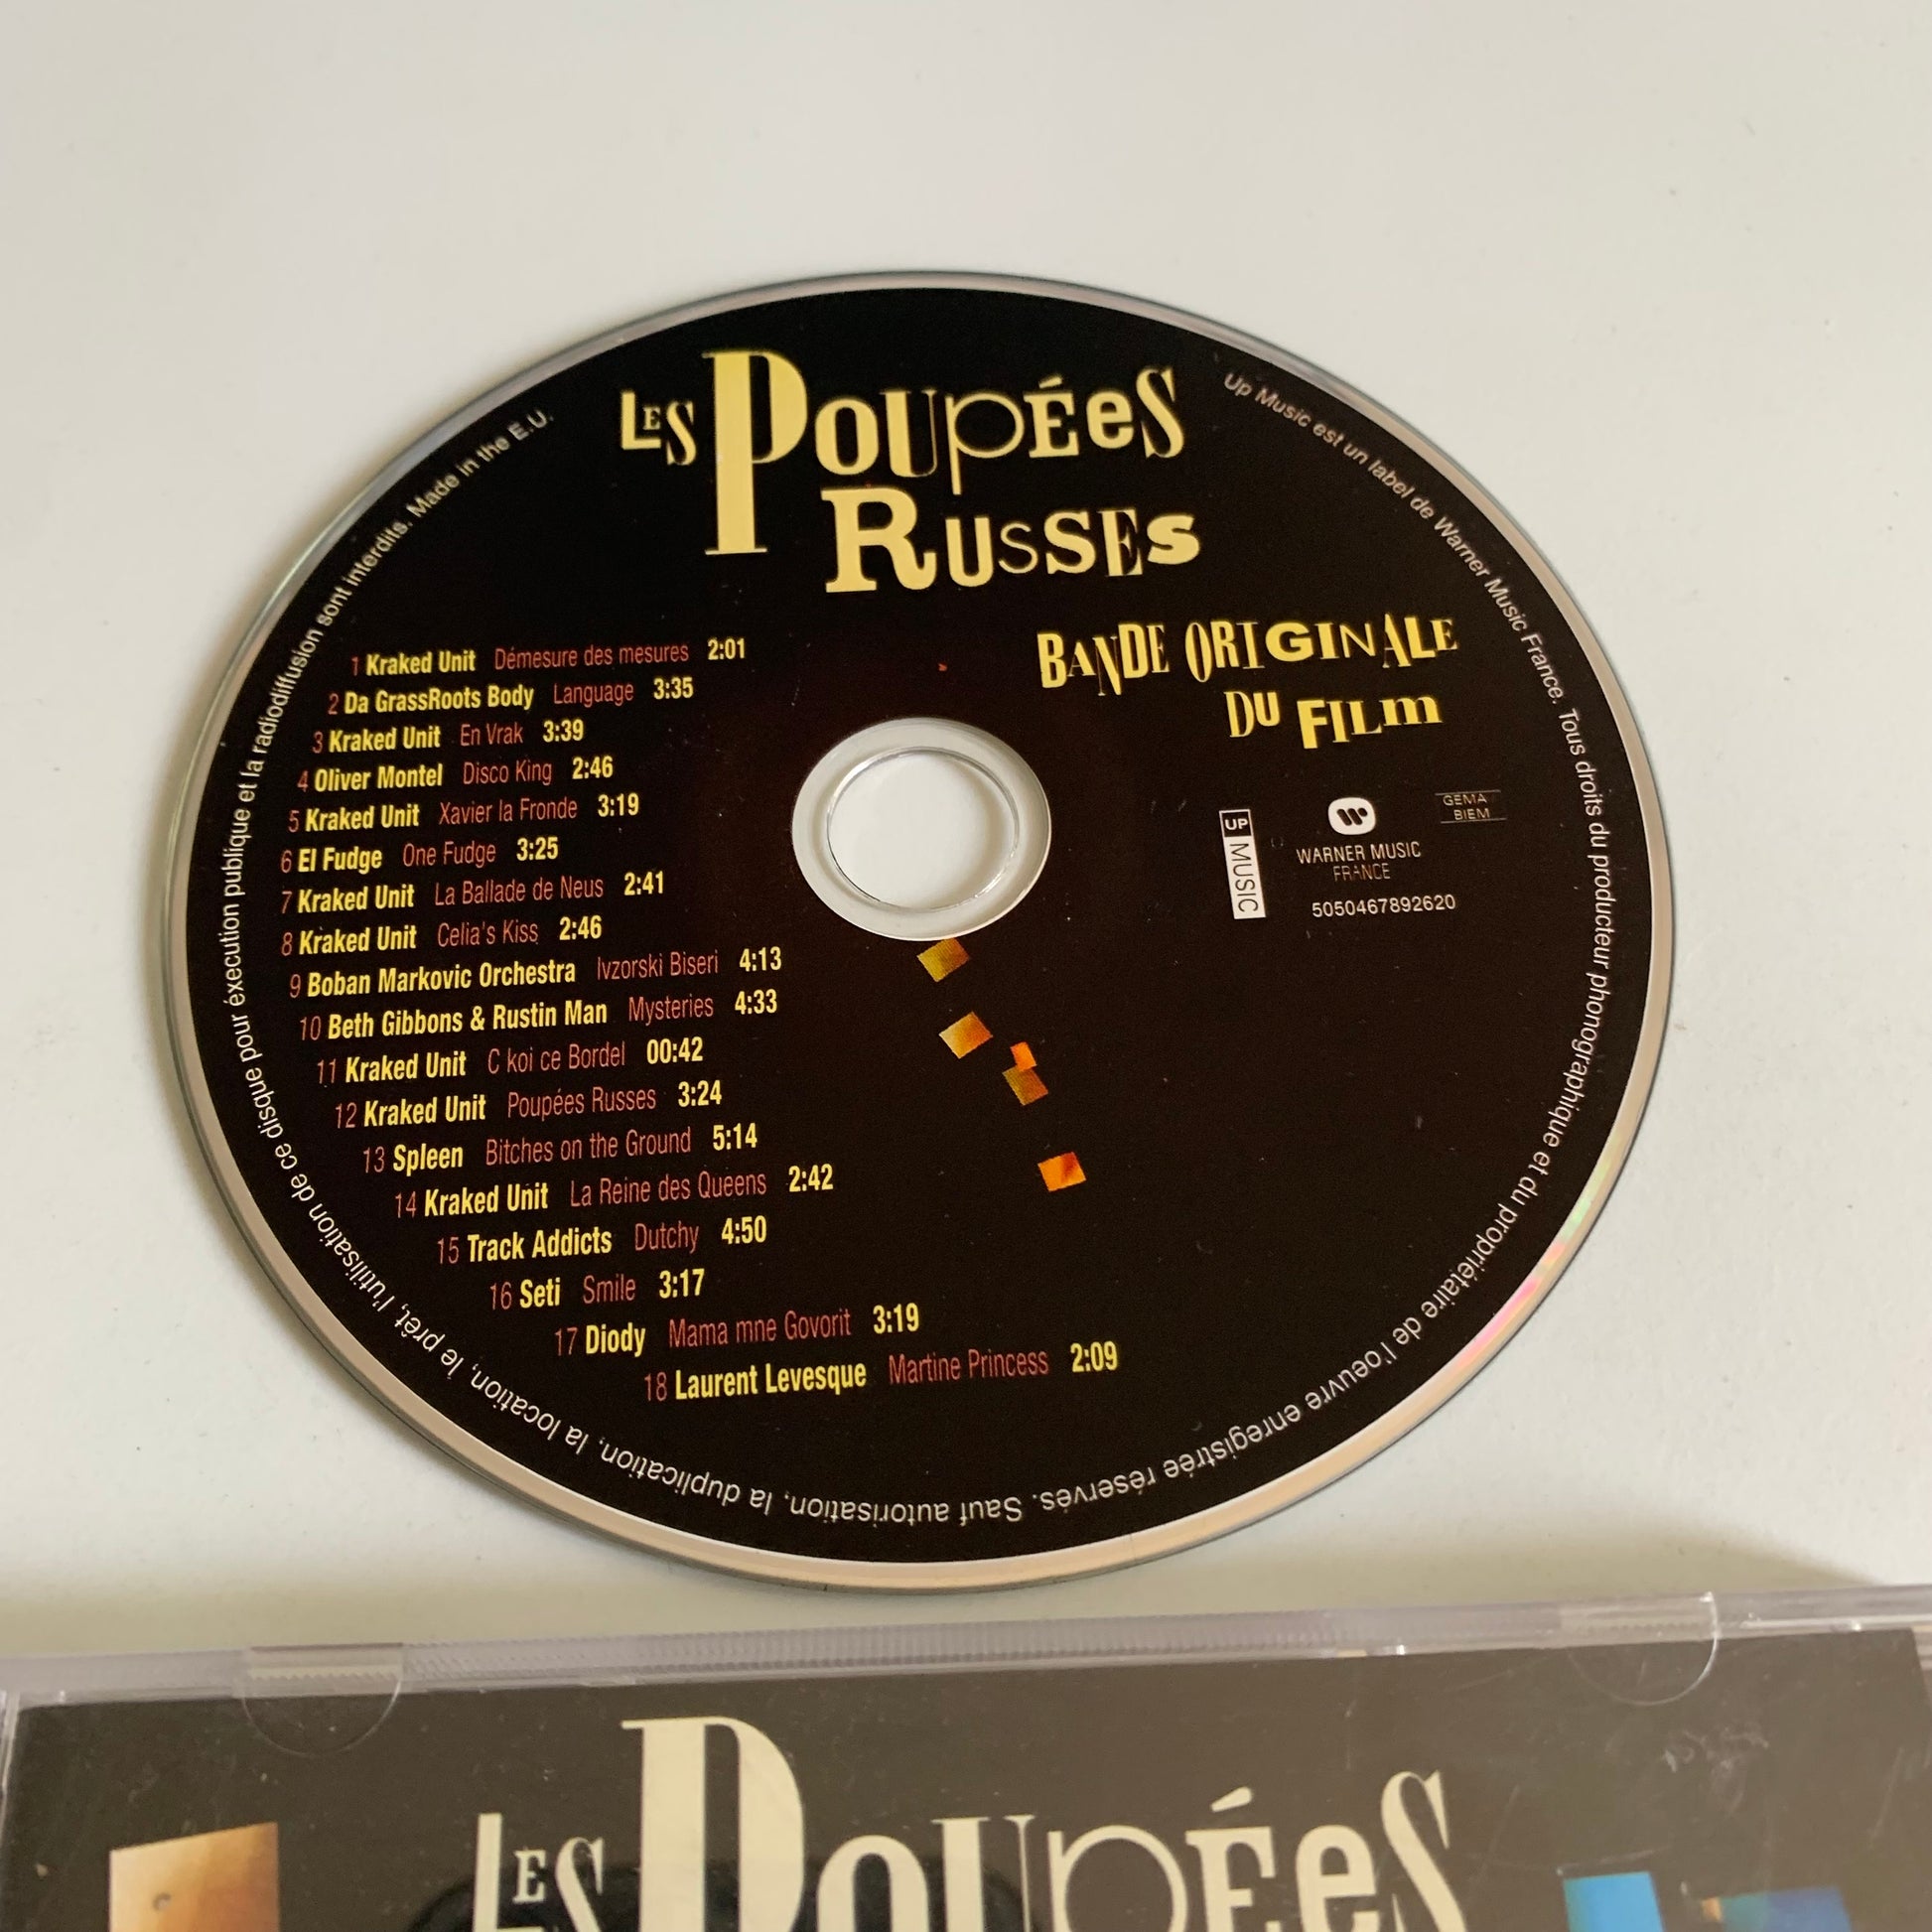 LES POUPÉES
RUSSES
BANDE ORIGINALE
DU FILM
1 Kraked Unit Démesure des mesures 2:01
2 Da GrassRoots Body Language 3:35
3 Kraked Unit En Vrak 3:39
4 Oliver Montel Disco King 2:46
5 Kraked Unit Xavier la Fronde 3:19
6 El Fudge One Fudge 3:25
7 Kraked Unit La Ballade de Neus 2:41
8 Kraked Unit Celia's Kiss 2:46
9 Boban Markovic Orchestra Ivzorski Biseri 4:13
10 Beth Gibbons & Rustin Man Mysteries 4:33
11 Kraked Unit C koi ce Bordel 00:42
12 Kraked Unit Poupées Russes 3:24
13 Spleen Bitches on the Ground 5:14
14 Kraked Unit La Reine des Queens 2:42
15 Track Addicts Dutchy 4:50
16 Seti Smile 3:17
17 Diody Mama mne Govorit 3:19
18 Laurent Levesque Martine Princess 2:09
UP MUSIC
WARNER MUSIC
FRANCE
GEMA
BIEM
5050467892620
Up Music est un label de Warner Music France. Tous droits du producteur phonographique et du propriétaire de l'oeuvre enregistrée réservés. Sauf autorisation, la duplication, la location, le prêt, l'utilisation de ce disque pour éxecution publique et la radiodiffusion sont interdits. Made in the E.U.
LES POUPÉES